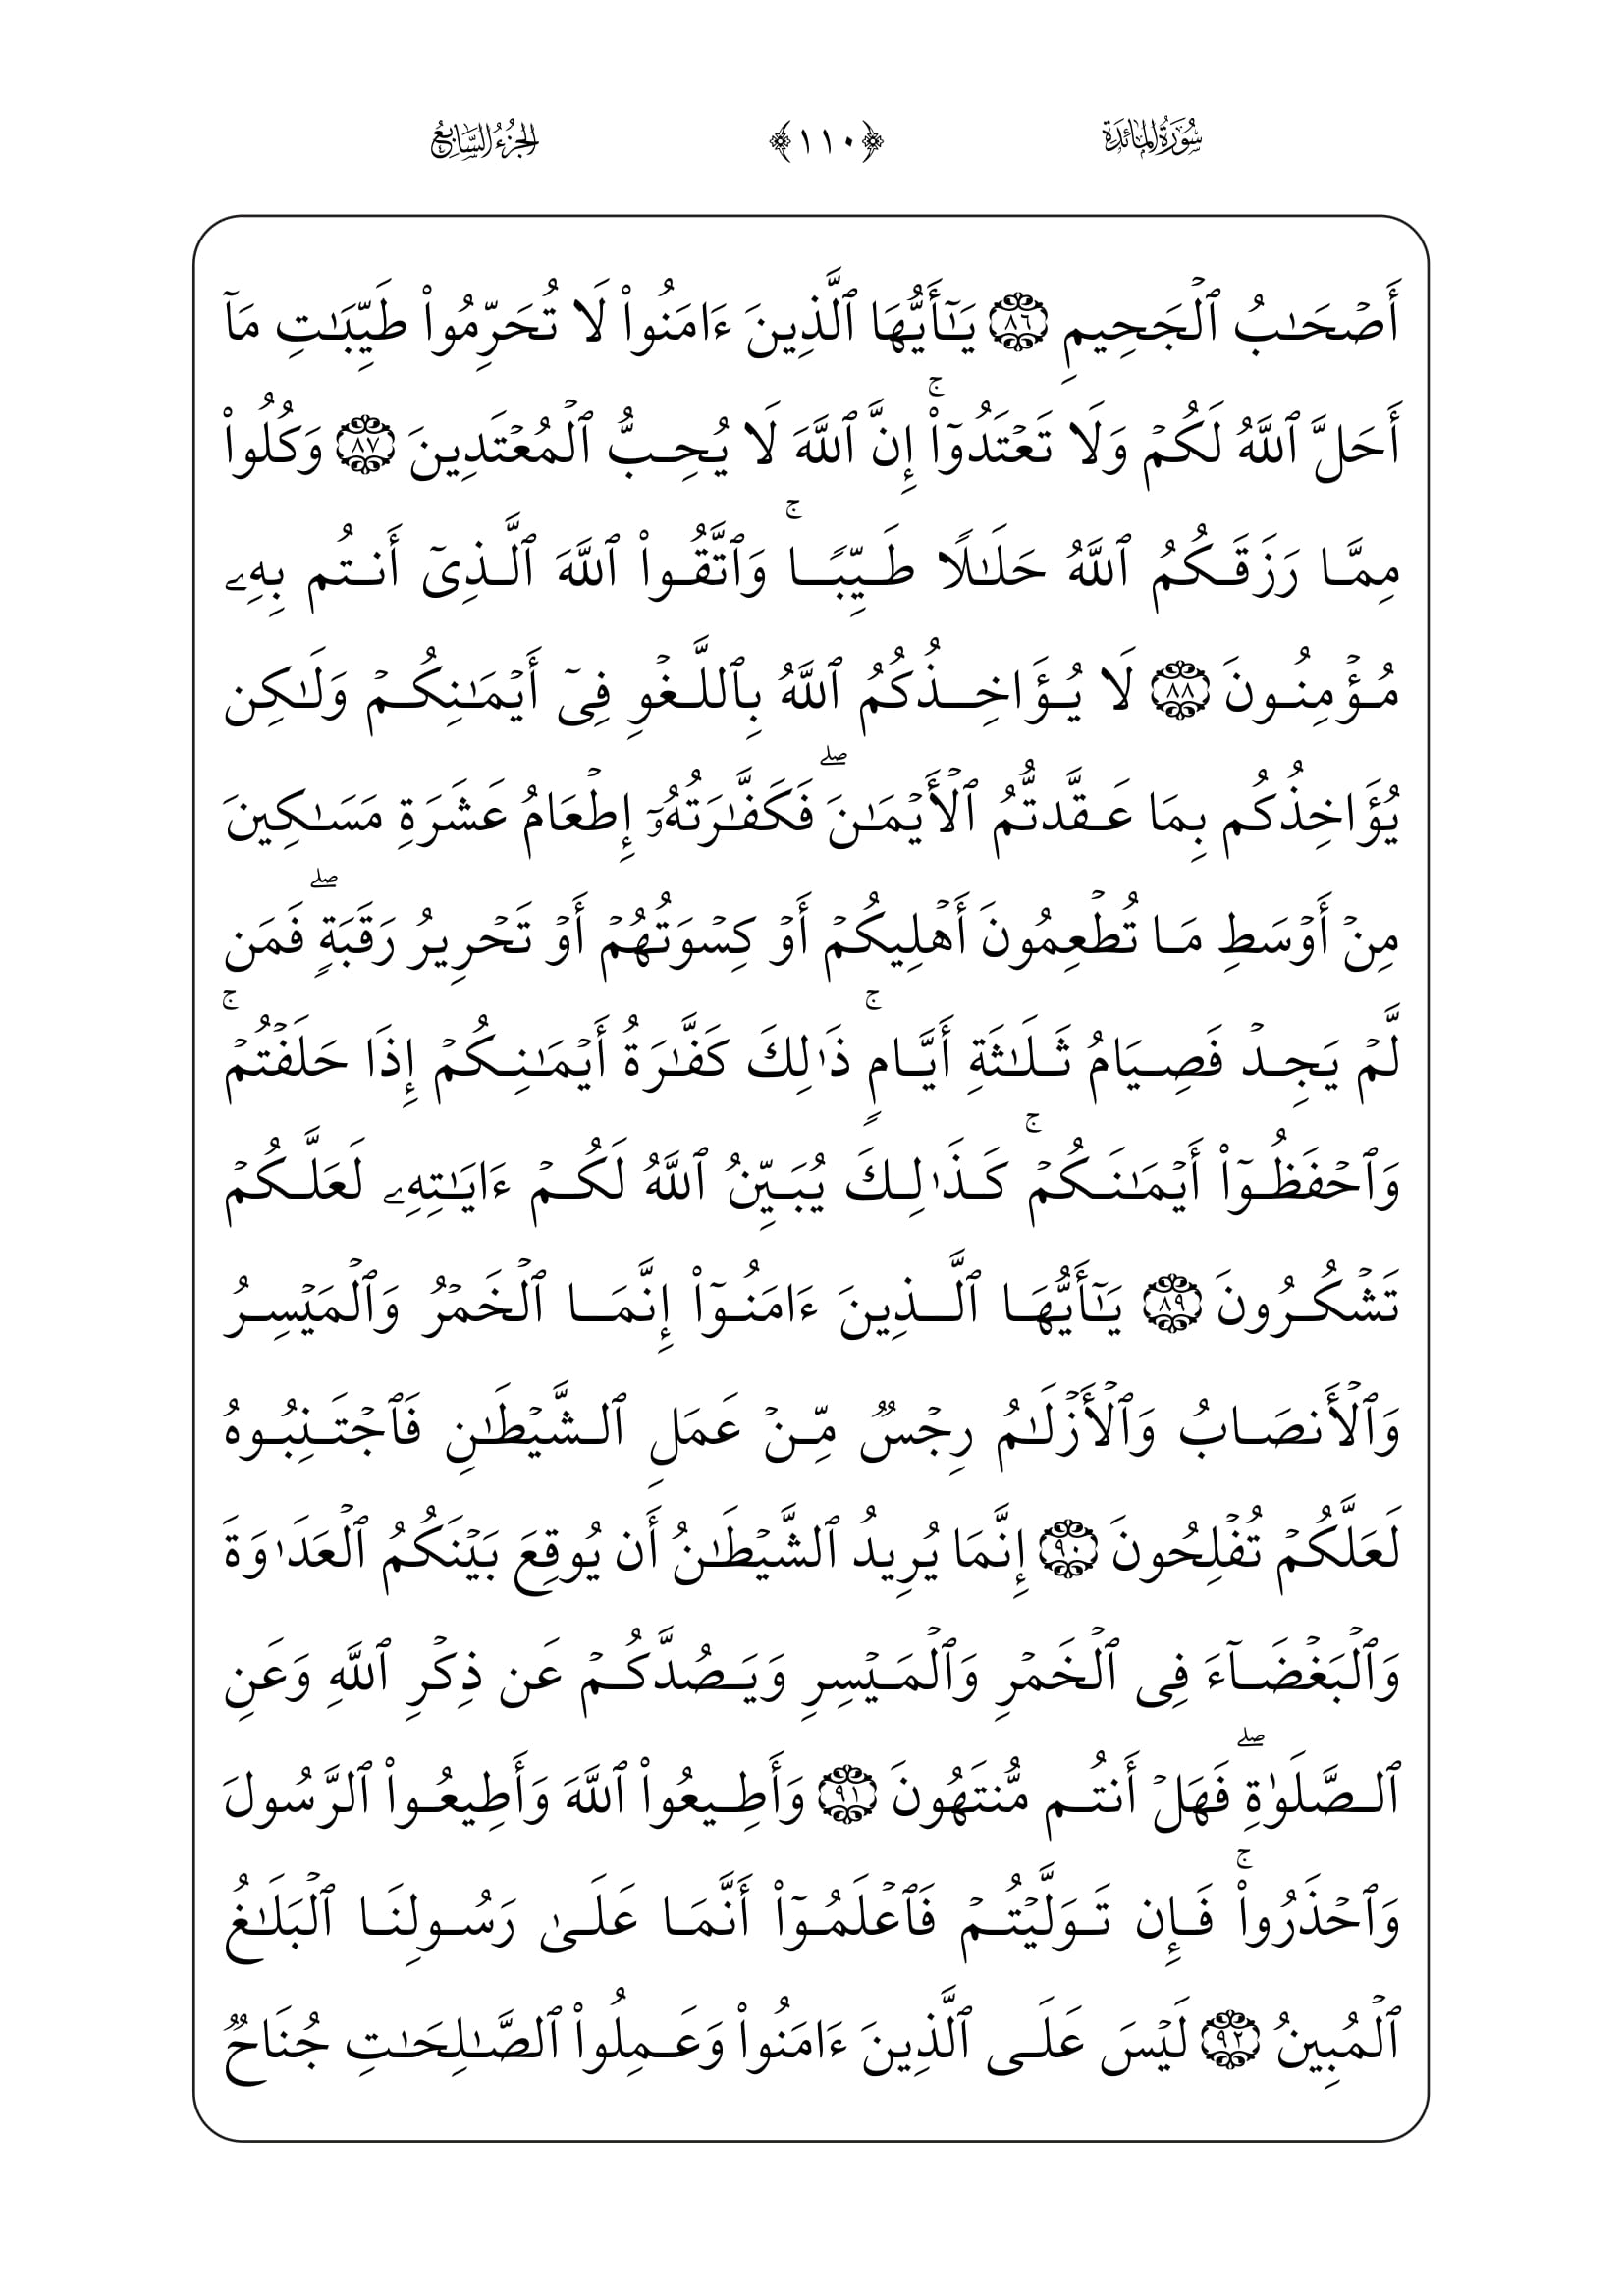 سُورَةُ المَائدَةِ ﴿١١٠﴾ الجُزْءُ السَّابِعُ
أَصْحَـٰبُ ٱلْجَحِيمِ ٨٦ يَـٰٓأَيُّهَا ٱلَّذِينَ ءَامَنُوا۟ لَا تُحَرِّمُوا۟ طَيِّبَـٰتِ مَآ
أَحَلَّ ٱللَّهُ لَكُمْ وَلَا تَعْتَدُوٓا۟ ۚ إِنَّ ٱللَّهَ لَا يُحِبُّ ٱلْمُعْتَدِينَ ٨٧ وَكُلُوا۟
مِمَّا رَزَقَكُمُ ٱللَّهُ حَلَـٰلًا طَيِّبًا ۚ وَٱتَّقُوا۟ ٱللَّهَ ٱلَّذِىٓ أَنتُم بِهِۦ
مُؤْمِنُونَ ٨٨ لَا يُؤَاخِذُكُمُ ٱللَّهُ بِٱللَّغْوِ فِىٓ أَيْمَـٰنِكُمْ وَلَـٰكِن
يُؤَاخِذُكُم بِمَا عَقَّدتُّمُ ٱلْأَيْمَـٰنَ ۖ فَكَفَّـٰرَتُهُۥٓ إِطْعَامُ عَشَرَةِ مَسَـٰكِينَ
مِنْ أَوْسَطِ مَا تُطْعِمُونَ أَهْلِيكُمْ أَوْ كِسْوَتُهُمْ أَوْ تَحْرِيرُ رَقَبَةٍ ۖ فَمَن
لَّمْ يَجِدْ فَصِيَامُ ثَلَـٰثَةِ أَيَّامٍ ۚ ذَٰلِكَ كَفَّـٰرَةُ أَيْمَـٰنِكُمْ إِذَا حَلَفْتُمْ ۚ
وَٱحْفَظُوٓا۟ أَيْمَـٰنَكُمْ ۚ كَذَٰلِكَ يُبَيِّنُ ٱللَّهُ لَكُمْ ءَايَـٰتِهِۦ لَعَلَّكُمْ
تَشْكُرُونَ ٨٩ يَـٰٓأَيُّهَا ٱلَّذِينَ ءَامَنُوٓا۟ إِنَّمَا ٱلْخَمْرُ وَٱلْمَيْسِرُ
وَٱلْأَنصَابُ وَٱلْأَزْلَـٰمُ رِجْسٌ مِّنْ عَمَلِ ٱلشَّيْطَـٰنِ فَٱجْتَنِبُوهُ
لَعَلَّكُمْ تُفْلِحُونَ ٩٠ إِنَّمَا يُرِيدُ ٱلشَّيْطَـٰنُ أَن يُوقِعَ بَيْنَكُمُ ٱلْعَدَٰوَةَ
وَٱلْبَغْضَآءَ فِى ٱلْخَمْرِ وَٱلْمَيْسِرِ وَيَصُدَّكُمْ عَن ذِكْرِ ٱللَّهِ وَعَنِ
ٱلصَّلَوٰةِ ۖ فَهَلْ أَنتُم مُّنتَهُونَ ٩١ وَأَطِيعُوا۟ ٱللَّهَ وَأَطِيعُوا۟ ٱلرَّسُولَ
وَٱحْذَرُوا۟ ۚ فَإِن تَوَلَّيْتُمْ فَٱعْلَمُوٓا۟ أَنَّمَا عَلَىٰ رَسُولِنَا ٱلْبَلَـٰغُ
ٱلْمُبِينُ ٩٢ لَيْسَ عَلَى ٱلَّذِينَ ءَامَنُوا۟ وَعَمِلُوا۟ ٱلصَّـٰلِحَـٰتِ جُنَاحٌ